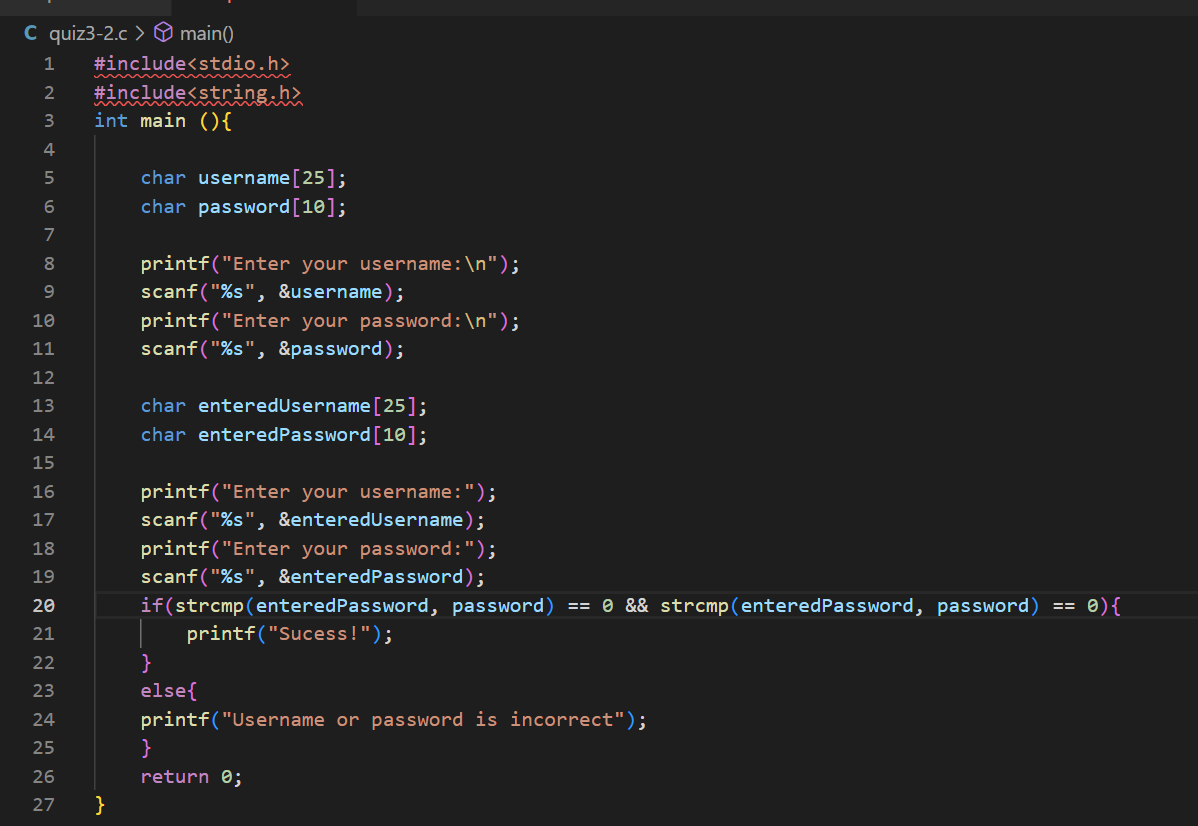 C quiz3-2.c > main()
1 #include<stdio.h>
2 #include<string.h>
3 int main (){
4
5     char username[25];
6     char password[10];
7
8     printf("Enter your username:\n");
9     scanf("%s", &username);
10     printf("Enter your password:\n");
11     scanf("%s", &password);
12
13     char enteredUsername[25];
14     char enteredPassword[10];
15
16     printf("Enter your username:");
17     scanf("%s", &enteredUsername);
18     printf("Enter your password:");
19     scanf("%s", &enteredPassword);
20     if(strcmp(enteredPassword, password) == 0 && strcmp(enteredPassword, password) == 0){
21         printf("Sucess!");
22     }
23     else{
24     printf("Username or password is incorrect");
25     }
26     return 0;
27 }